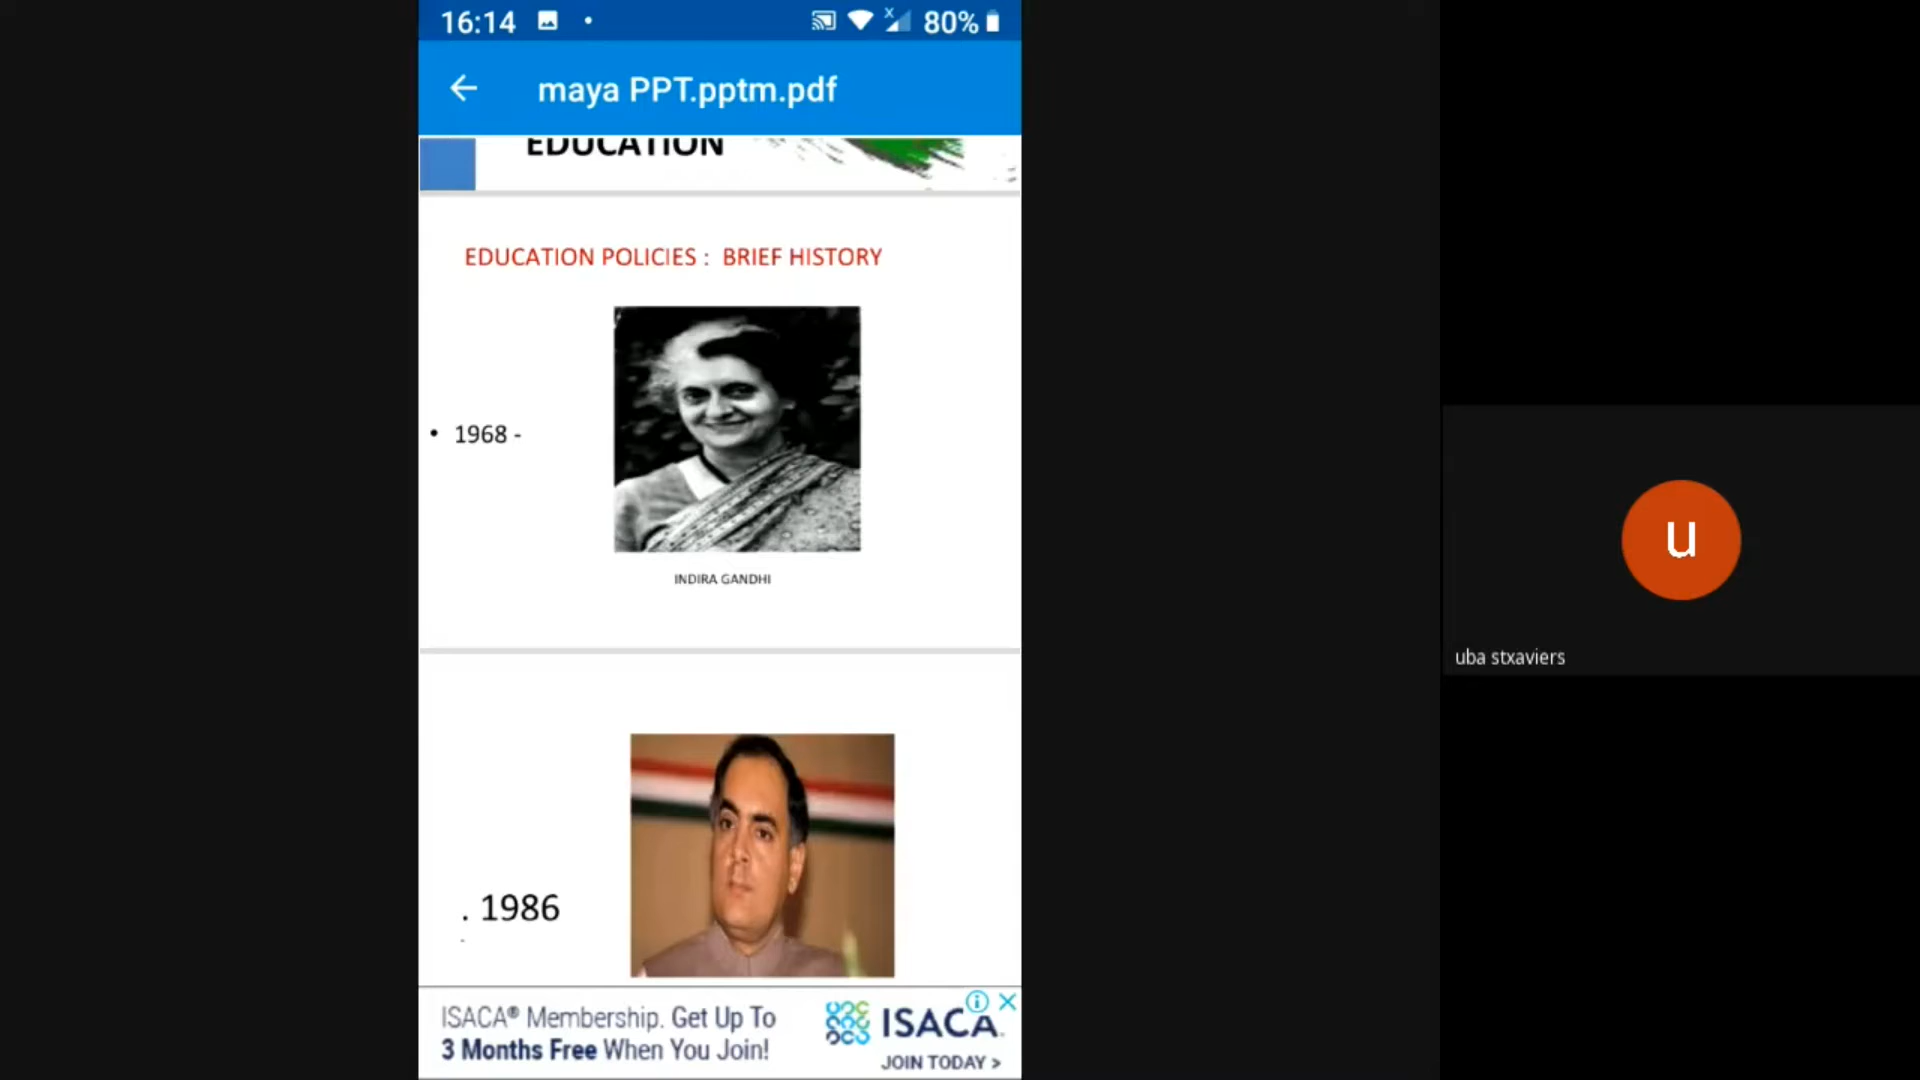 16:14
80%
maya PPT.pptm.pdf
EDUCATION
EDUCATION POLICIES : BRIEF HISTORY
• 1968 -
INDIRA GANDHI
. 1986
-
ISACA® Membership. Get Up To
3 Months Free When You Join!
ISACA
JOIN TODAY >
u
uba stxaviers